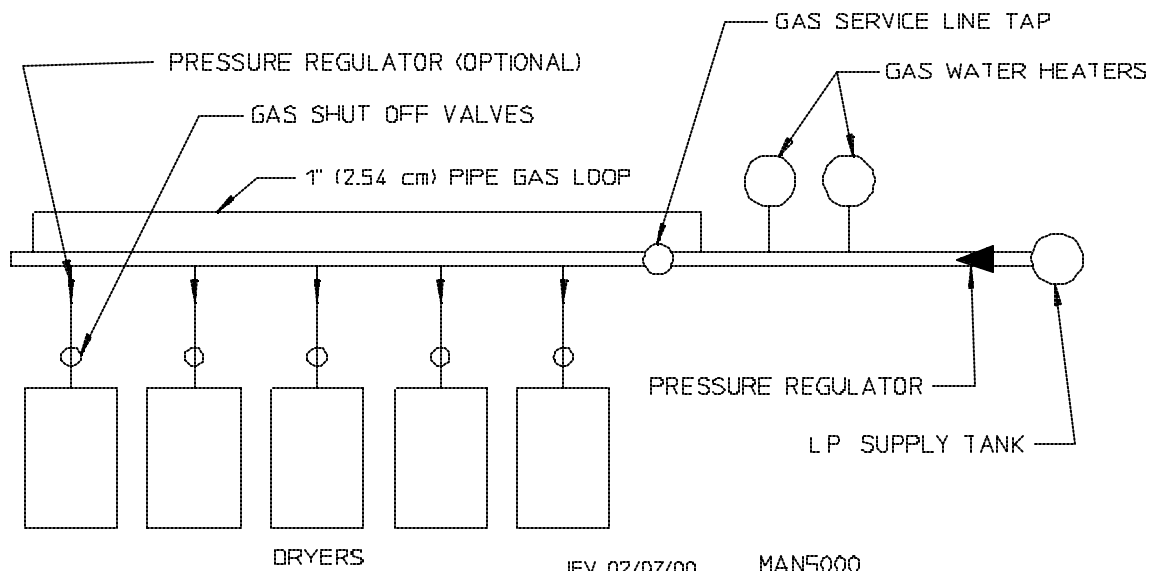 GAS SERVICE LINE TAP
PRESSURE REGULATOR (OPTIONAL)
GAS WATER HEATERS
GAS SHUT OFF VALVES
1" (2.54 cm) PIPE GAS LOOP
PRESSURE REGULATOR
LP SUPPLY TANK
DRYERS
MAN5000